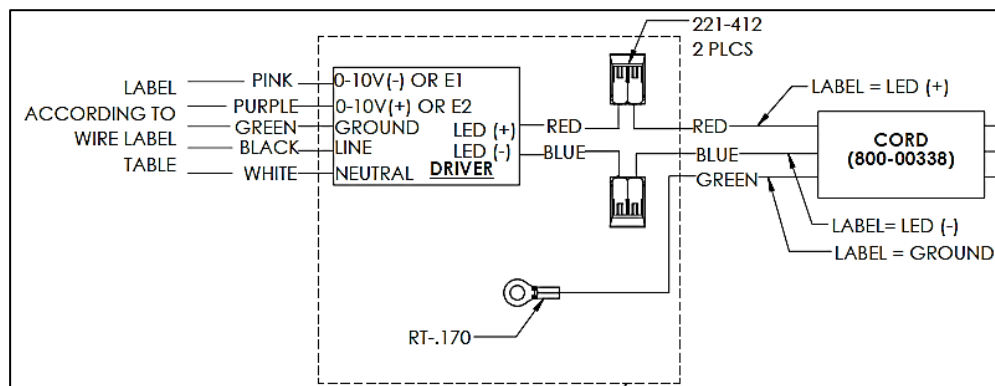 221-412
2 PLCS
LABEL
ACCORDING TO
WIRE LABEL
TABLE
PINK
PURPLE
GREEN
BLACK
WHITE
0-10V(-) OR E1
0-10V(+) OR E2
GROUND
LINE
NEUTRAL
LED (+)
LED (-)
DRIVER
RED
BLUE
RED
BLUE
GREEN
LABEL = LED (+)
CORD
(800-00338)
LABEL= LED (-)
LABEL = GROUND
RT-.170